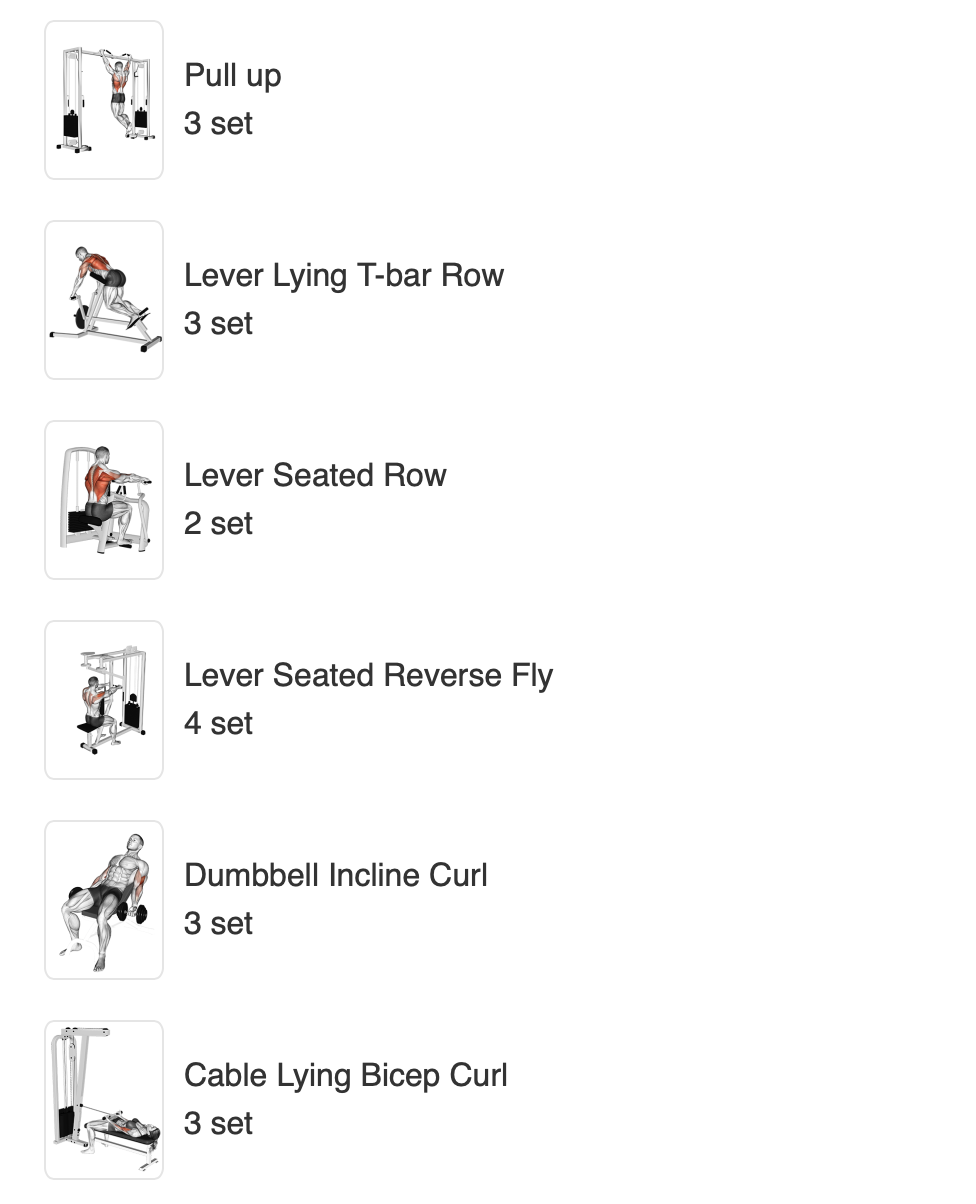 Pull up
3 set
Lever Lying T-bar Row
3 set
Lever Seated Row
2 set
Lever Seated Reverse Fly
4 set
Dumbbell Incline Curl
3 set
Cable Lying Bicep Curl
3 set